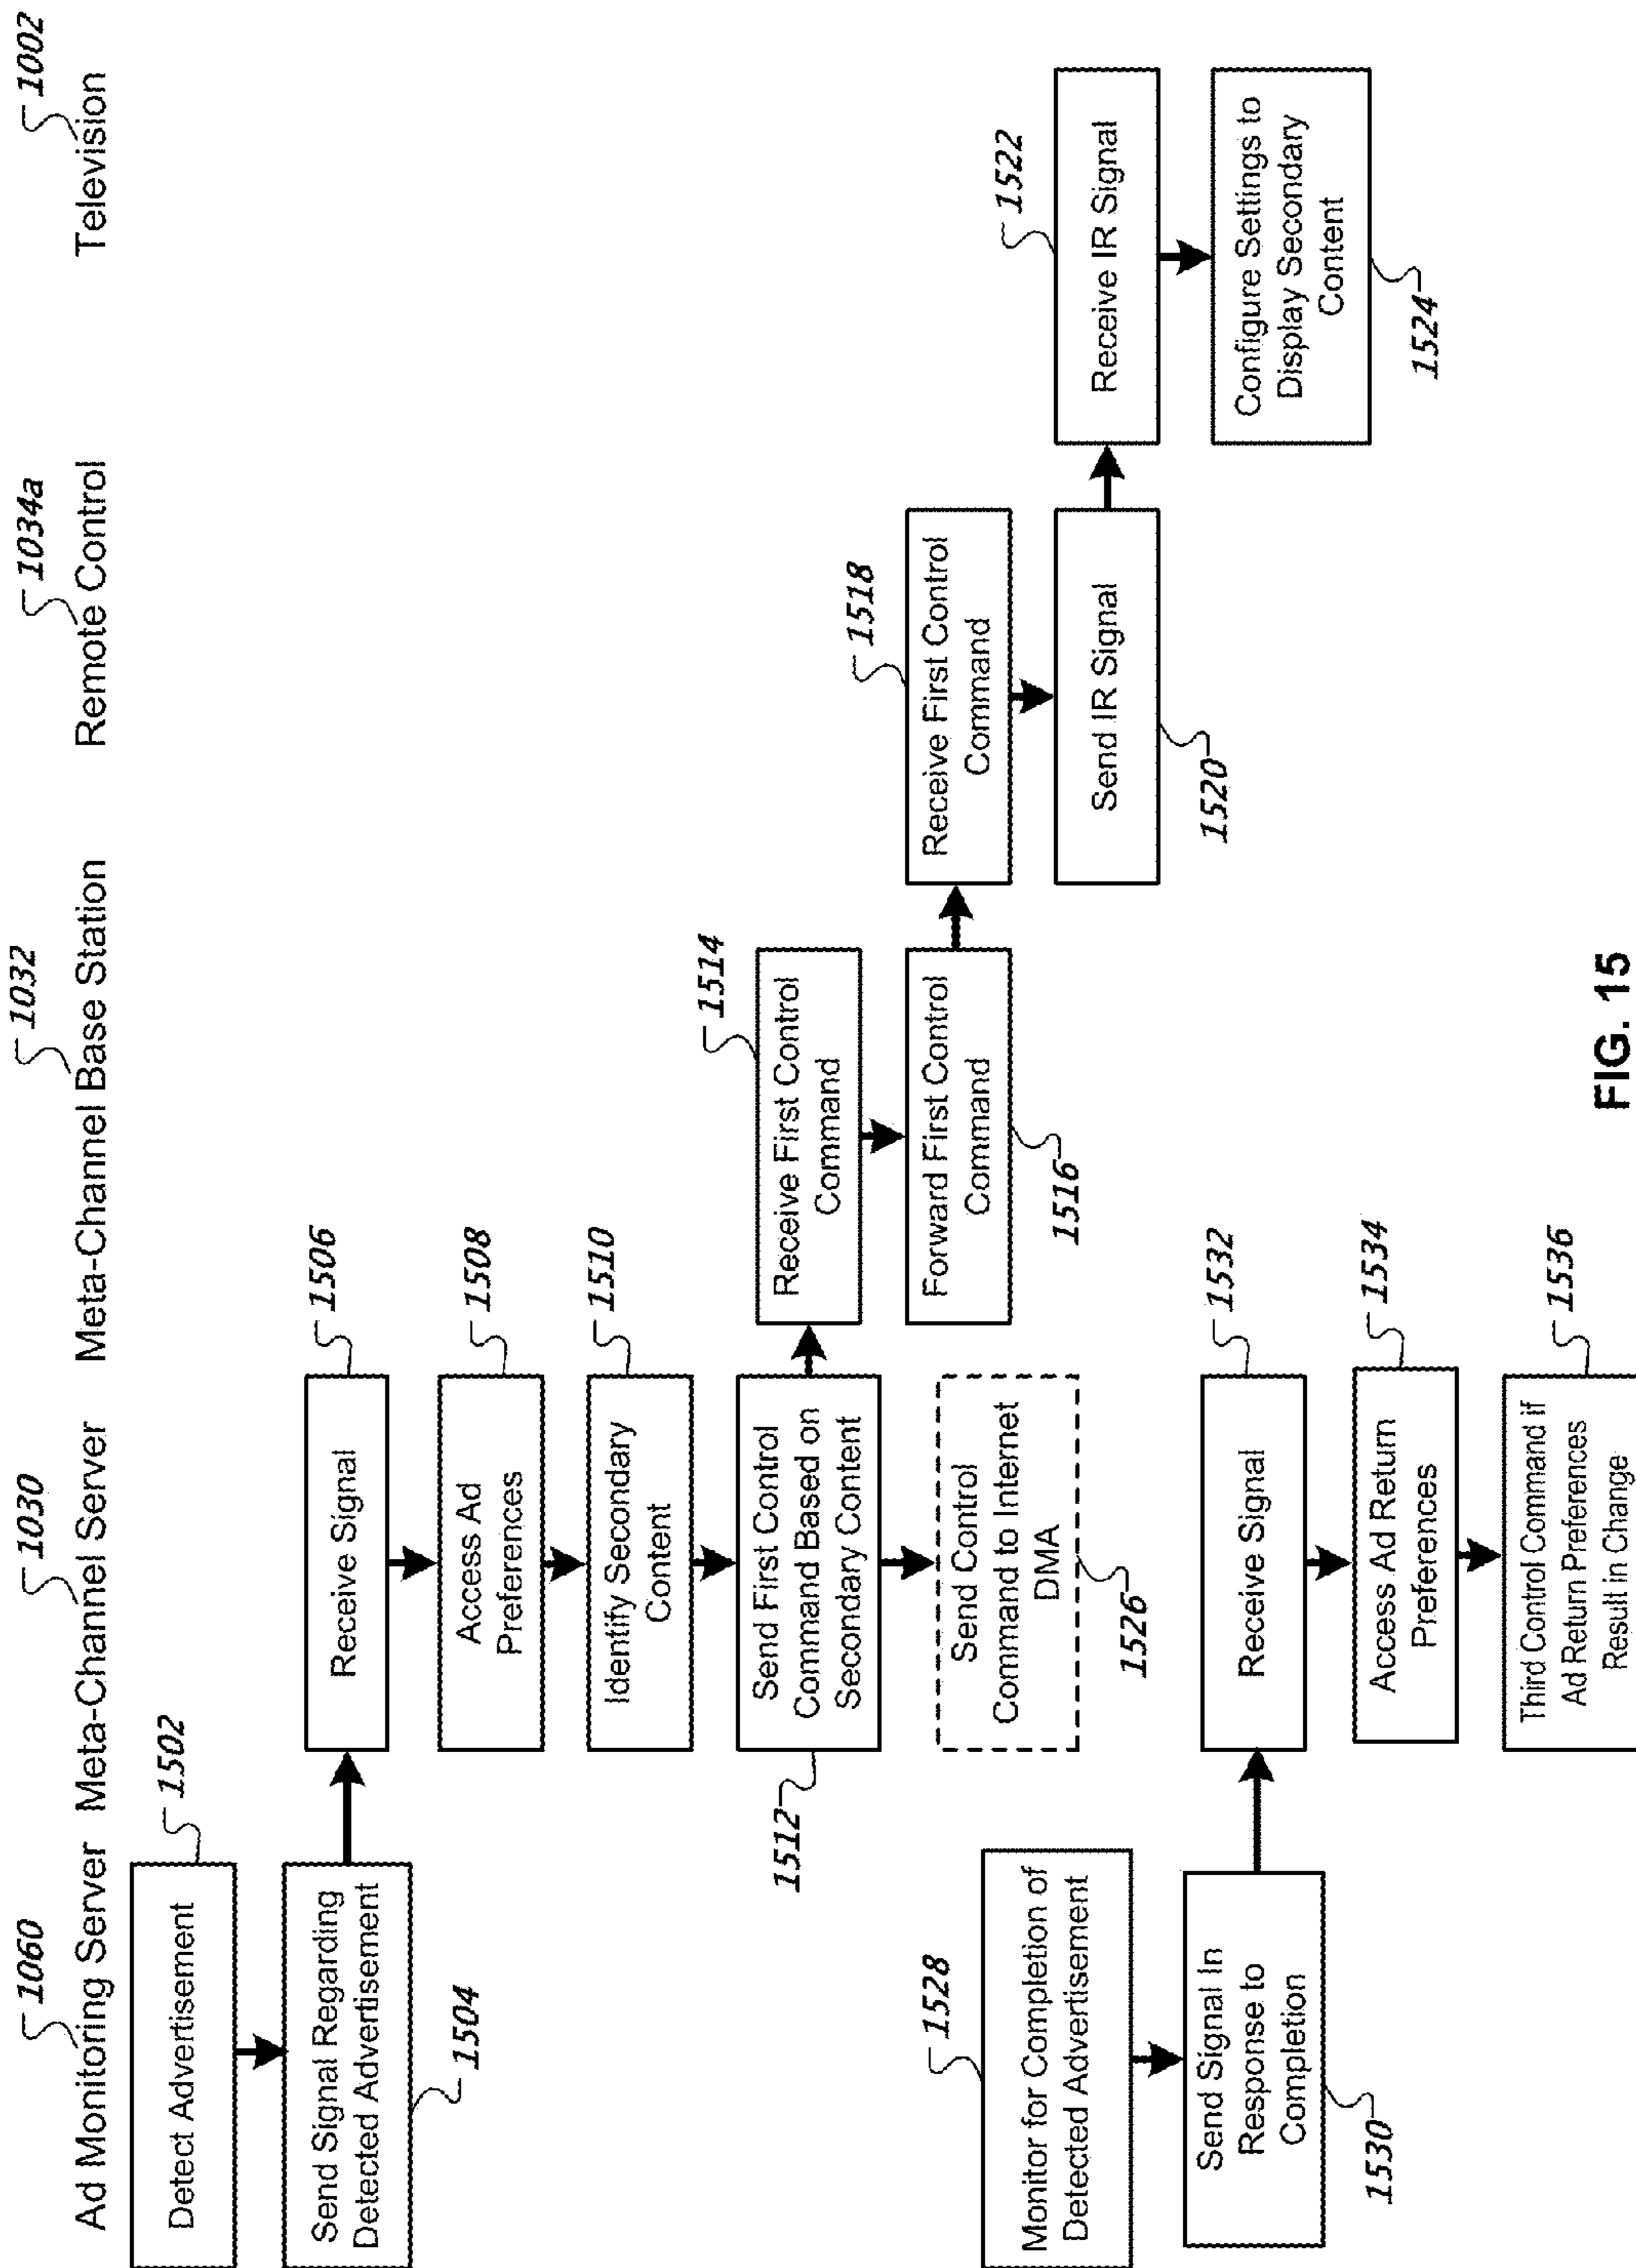 1060
Ad Monitoring Server
1030
Meta-Channel Server
1032
Meta-Channel Base Station
1034a
Remote Control
1002
Television
1502
Detect Advertisement
Send Signal Regarding
Detected Advertisement
1504
1506
Receive Signal
1508
Access Ad
Preferences
1510
Identify Secondary
Content
Send First Control
Command Based on
Secondary Content
1512
1514
Receive First Control
Command
Forward First Control
Command
1516
1518
Receive First Control
Command
Send IR Signal
1520
1522
Receive IR Signal
Configure Settings to
Display Secondary
Content
1524
Send Control
Command to Internet
DMA
1526
1528
Monitor for Completion of
Detected Advertisement
Send Signal In
Response to
Completion
1530
1532
Receive Signal
1534
Access Ad Return
Preferences
1536
Third Control Command if
Ad Return Preferences
Result in Change
FIG. 15